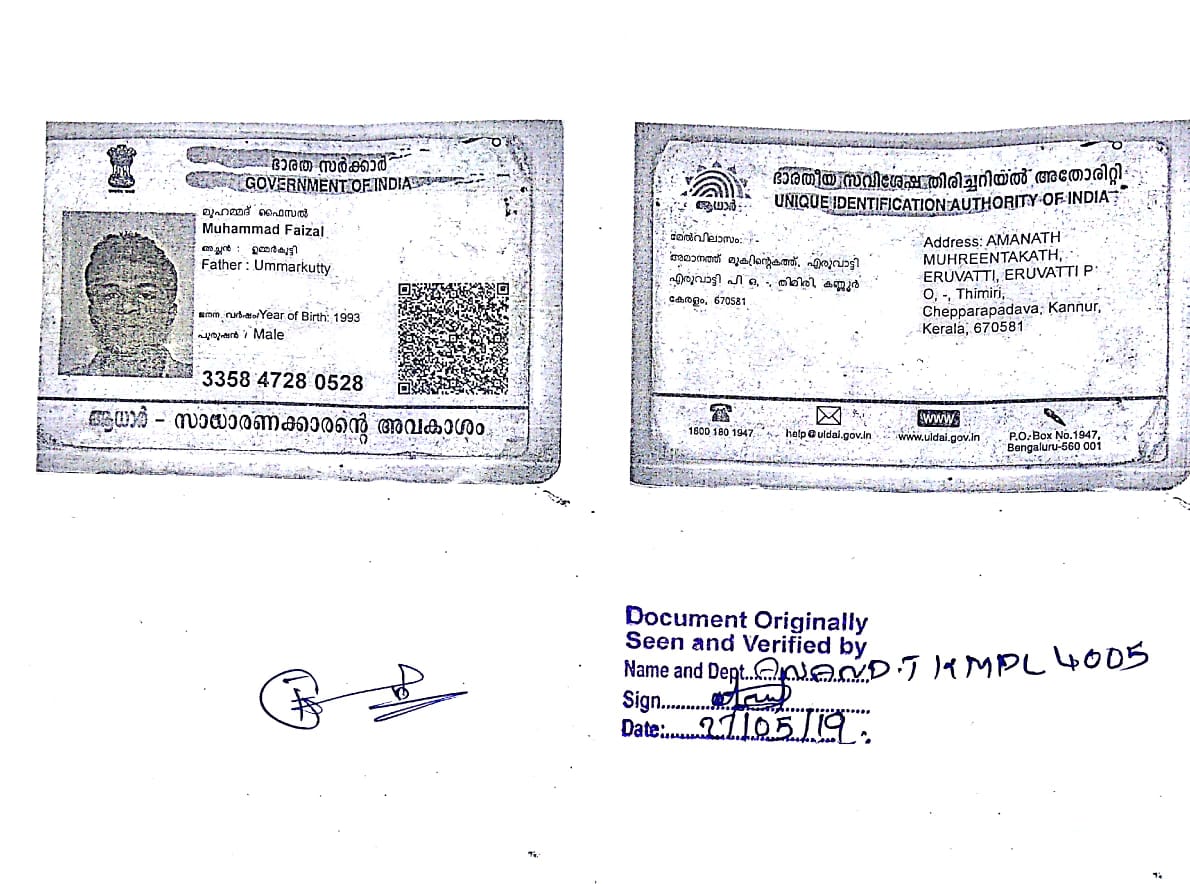 ഭാരത സർക്കാർ
GOVERNMENT OF INDIA
മുഹമ്മദ് ഫൈസൽ
Muhammad Faizal
അച്ഛൻ : ഉമ്മർകുട്ടി
Father : Ummarkutty
ജനന വർഷം/Year of Birth: 1993
പുരുഷൻ / Male
3358 4728 0528
ആധാർ - സാധാരണക്കാരന്റെ അവകാശം
ഭാരതീയ സവിശേഷ തിരിച്ചറിയൽ അതോരിറ്റി
UNIQUE IDENTIFICATION AUTHORITY OF INDIA
ആധാർ
മേൽവിലാസം:
അമാനത്ത് മുകറിന്റെകത്ത്, എരുവാട്ടി
എരുവാട്ടി പി ഒ, -, തിമിരി, കണ്ണൂർ
കേരളം, 670581
Address: AMANATH
MUHREENTAKATH,
ERUVATTI, ERUVATTI P
O, -, Thimiri,
Chepparapadava, Kannur,
Kerala, 670581
1800 180 1947
help@uidai.gov.in
WWW
www.uidai.gov.in
P.O. Box No.1947,
Bengaluru-560 001
Document Originally
Seen and Verified by
Name and Dept. ANAND.T KMPL 4005
Sign
Date: 27/05/19